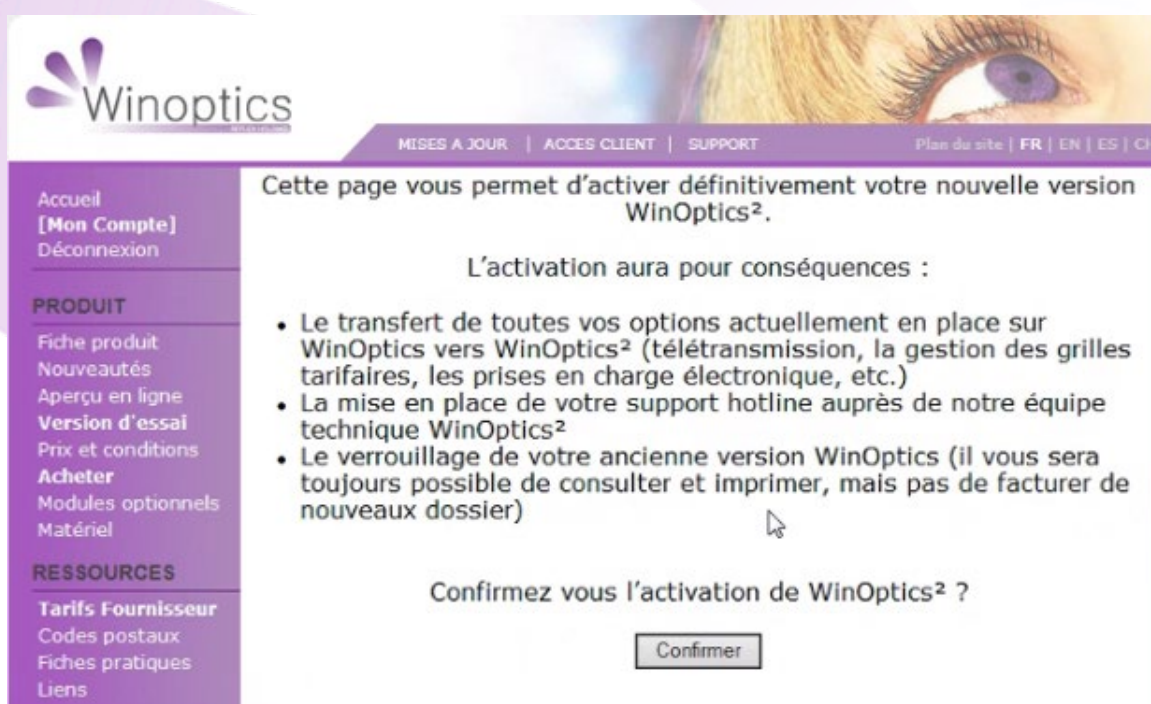 Winoptics
MISES A JOUR | ACCES CLIENT | SUPPORT
Plan du site | FR | EN | ES | CH
Accueil
[Mon Compte]
Déconnexion
PRODUIT
Fiche produit
Nouveautés
Aperçu en ligne
Version d'essai
Prix et conditions
Acheter
Modules optionnels
Matériel
RESSOURCES
Tarifs Fournisseur
Codes postaux
Fiches pratiques
Liens
Cette page vous permet d'activer définitivement votre nouvelle version
WinOptics².
L'activation aura pour conséquences :
• Le transfert de toutes vos options actuellement en place sur
WinOptics vers WinOptics² (télétransmission, la gestion des grilles
tarifaires, les prises en charge électronique, etc.)
• La mise en place de votre support hotline auprès de notre équipe
technique WinOptics²
• Le verrouillage de votre ancienne version WinOptics (il vous sera
toujours possible de consulter et imprimer, mais pas de facturer de
nouveaux dossier)
Confirmez vous l'activation de WinOptics² ?
Confirmer